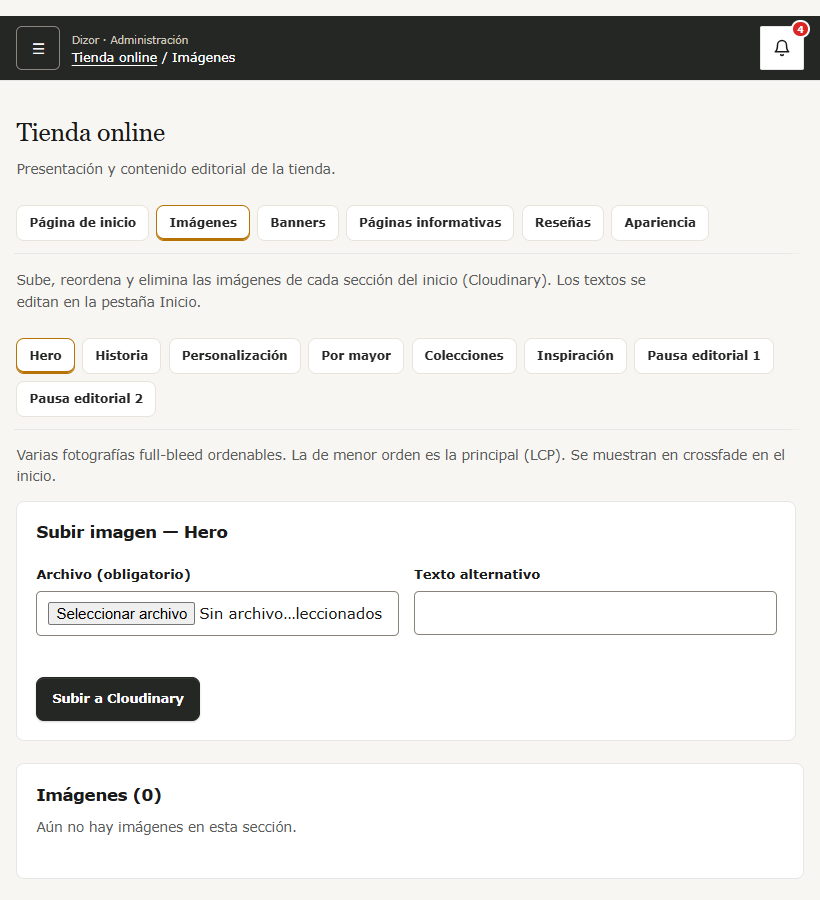 ☰
Dizor · Administración
Tienda online / Imágenes
4
Tienda online
Presentación y contenido editorial de la tienda.
Página de inicio Imágenes Banners Páginas informativas Reseñas Apariencia
Sube, reordena y elimina las imágenes de cada sección del inicio (Cloudinary). Los textos se
editan en la pestaña Inicio.
Hero Historia Personalización Por mayor Colecciones Inspiración Pausa editorial 1
Pausa editorial 2
Varias fotografías full-bleed ordenables. La de menor orden es la principal (LCP). Se muestran en crossfade en el
inicio.
Subir imagen — Hero
Archivo (obligatorio) Texto alternativo
Seleccionar archivo Sin archivo...leccionados
Subir a Cloudinary
Imágenes (0)
Aún no hay imágenes en esta sección.